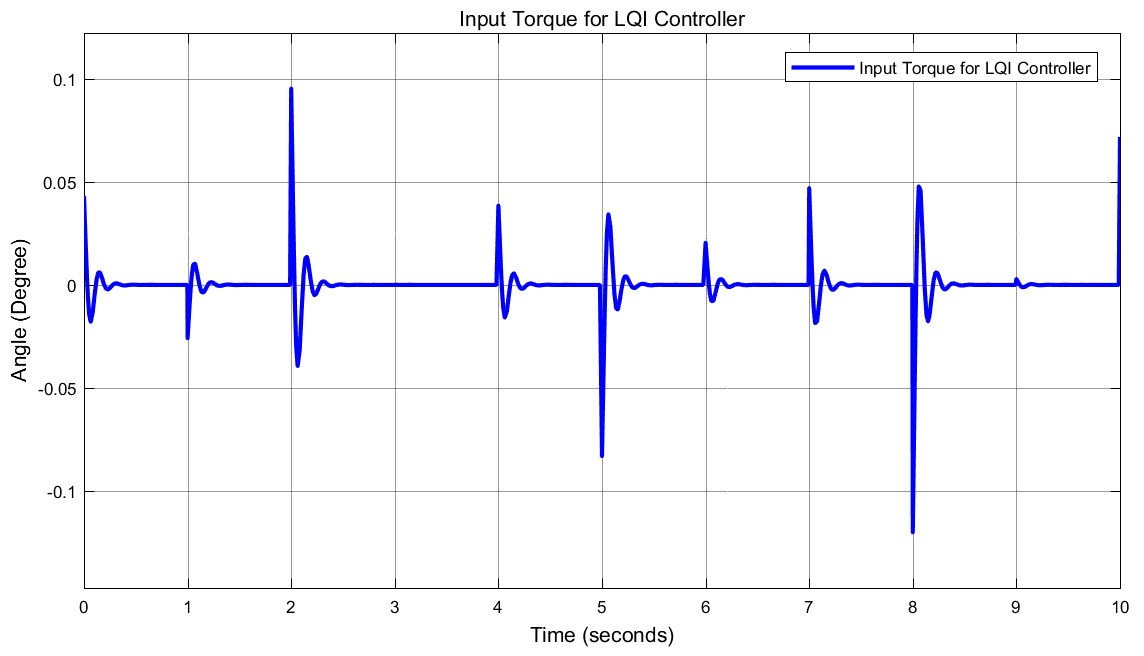 Input Torque for LQI Controller
Input Torque for LQI Controller
0.1
0.05
0
-0.05
-0.1
Angle (Degree)
0 1 2 3 4 5 6 7 8 9 10
Time (seconds)